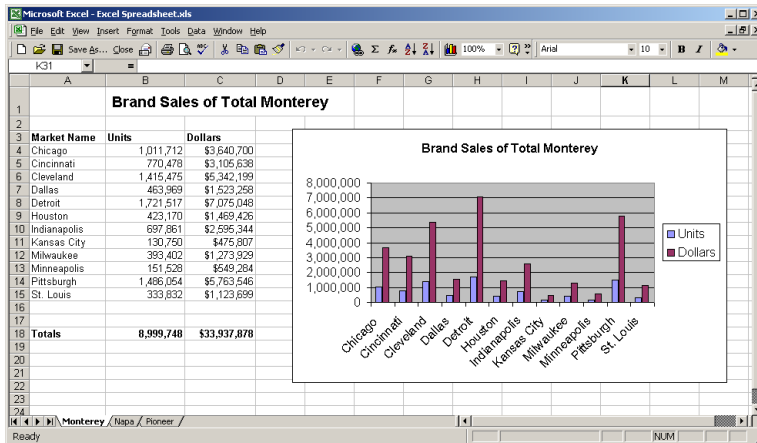 Microsoft Excel - Excel Spreadsheet.xls
File Edit View Insert Format Tools Data Window Help
Save As... Close 100% Arial 10 B I
K31 =
A B C D E F G H I J K L M
1 Brand Sales of Total Monterey
2
3 Market Name Units Dollars
4 Chicago 1,011,712 $3,640,700
5 Cincinnati 770,478 $3,105,638
6 Cleveland 1,415,475 $5,342,199
7 Dallas 463,969 $1,523,258
8 Detroit 1,721,517 $7,075,048
9 Houston 423,170 $1,469,426
10 Indianapolis 697,861 $2,595,344
11 Kansas City 130,750 $475,807
12 Milwaukee 393,402 $1,273,929
13 Minneapolis 151,528 $549,284
14 Pittsburgh 1,486,054 $5,763,546
15 St. Louis 333,832 $1,123,699
16
17
18 Totals 8,999,748 $33,937,878
19
20
21
22
23
24
Brand Sales of Total Monterey
8,000,000
7,000,000
6,000,000
5,000,000
4,000,000
3,000,000
2,000,000
1,000,000
0
Chicago
Cincinnati
Cleveland
Dallas
Detroit
Houston
Indianapolis
Kansas City
Milwaukee
Minneapolis
Pittsburgh
St. Louis
Units
Dollars
Monterey Napa Pioneer
Ready NUM